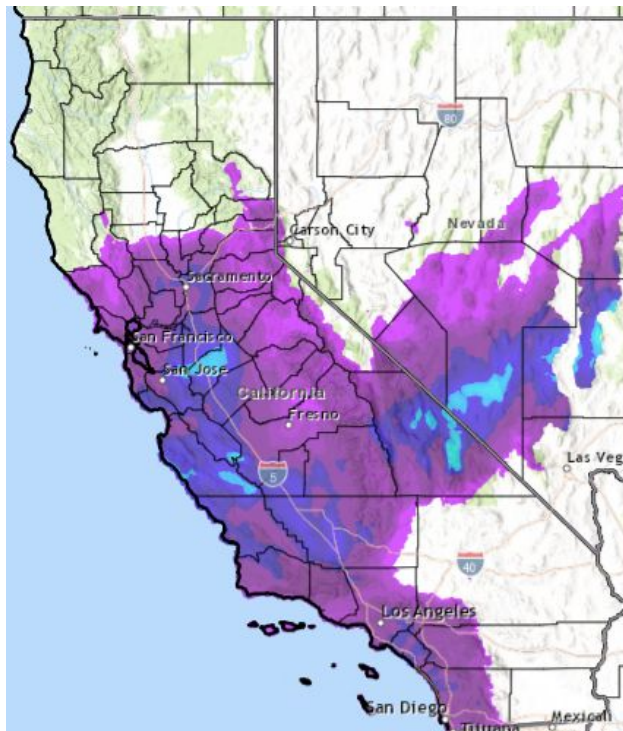 80
Carson City
Nevada
Sacramento
San Francisco
San Jose
California
Fresno
5
Las Veg
40
Los Angeles
San Diego
Mexicali
Tijuana